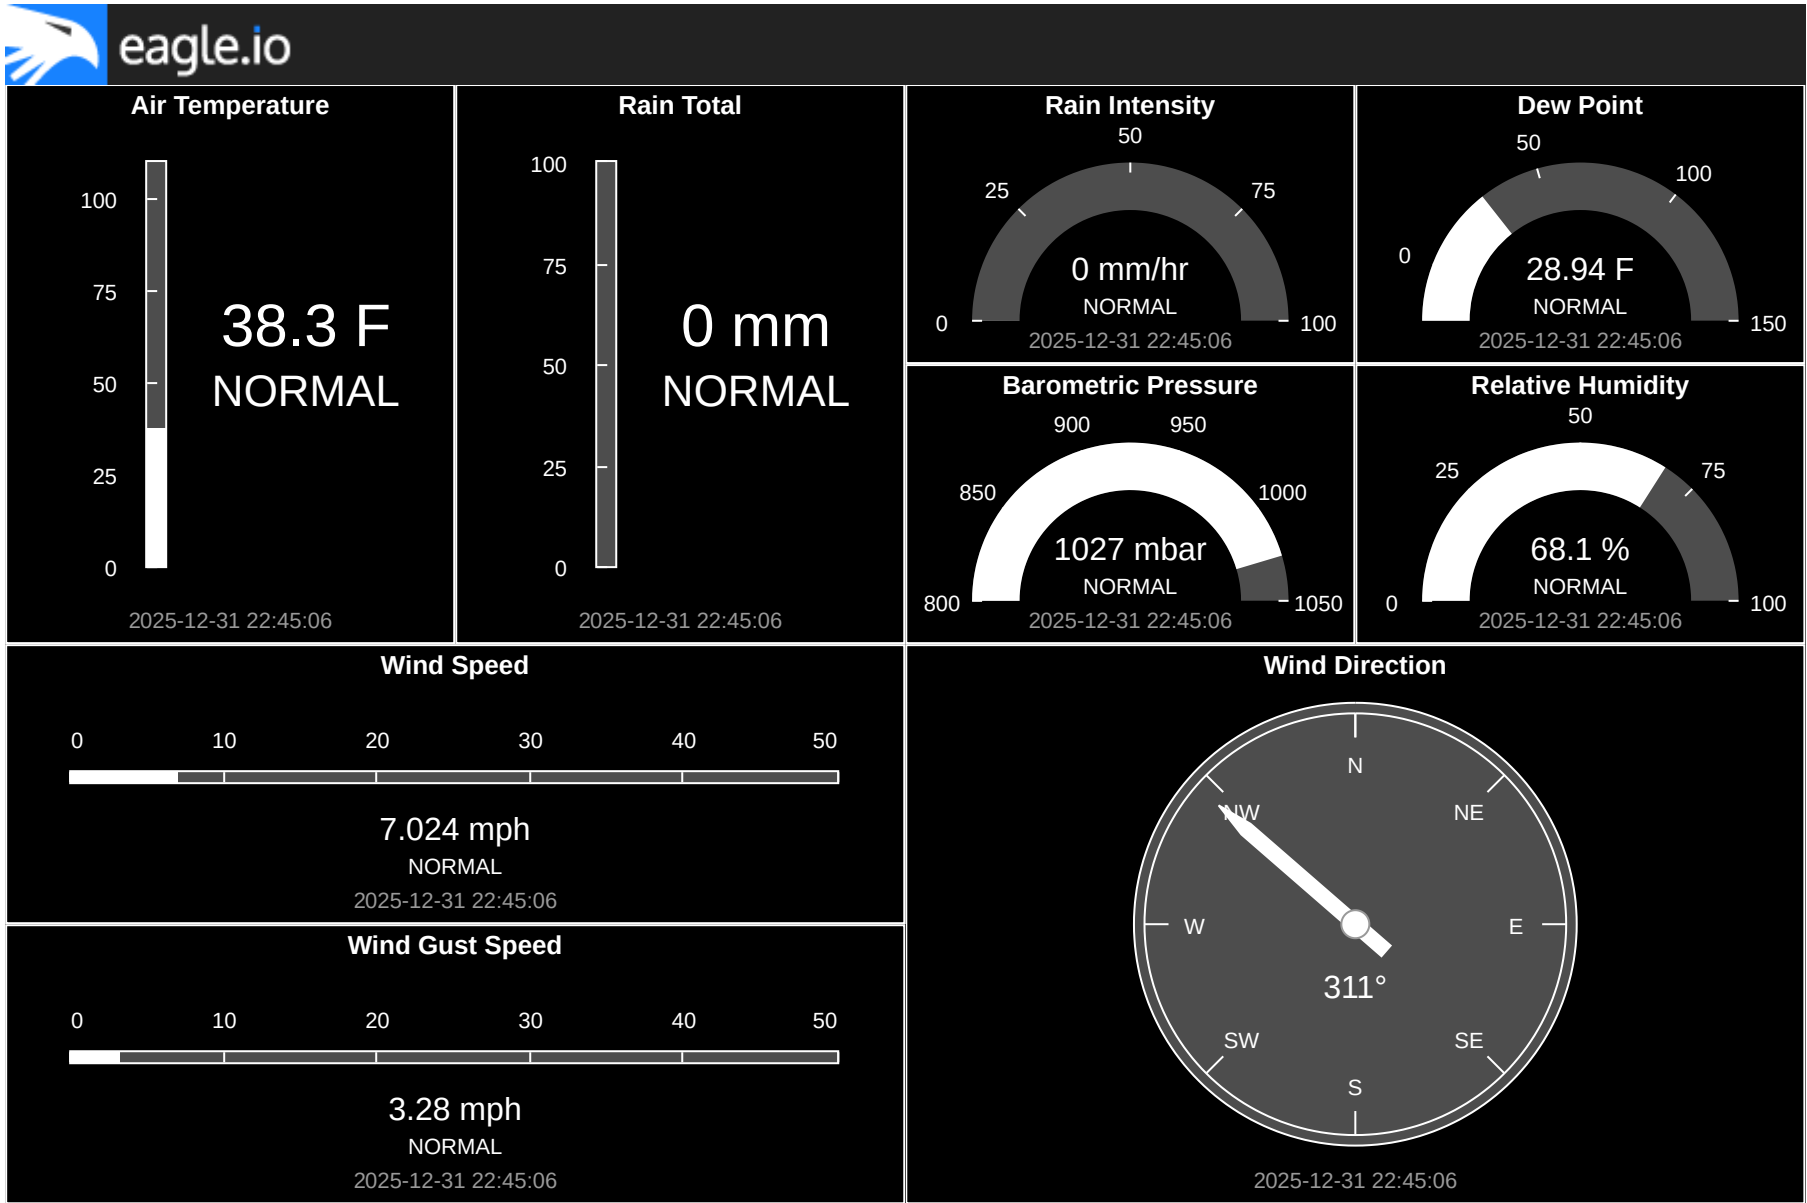 eagle.io
Air Temperature
100
75
50
25
0
38.3 F
NORMAL
2025-12-31 22:45:06
Rain Total
100
75
50
25
0
0 mm
NORMAL
2025-12-31 22:45:06
Rain Intensity
50
25
75
0
100
0 mm/hr
NORMAL
2025-12-31 22:45:06
Dew Point
50
100
0
150
28.94 F
NORMAL
2025-12-31 22:45:06
Barometric Pressure
900
950
850
1000
800
1050
1027 mbar
NORMAL
2025-12-31 22:45:06
Relative Humidity
50
25
75
0
100
68.1 %
NORMAL
2025-12-31 22:45:06
Wind Speed
0 10 20 30 40 50
7.024 mph
NORMAL
2025-12-31 22:45:06
Wind Gust Speed
0 10 20 30 40 50
3.28 mph
NORMAL
2025-12-31 22:45:06
Wind Direction
N
NW
NE
W
E
311°
SW
SE
S
2025-12-31 22:45:06